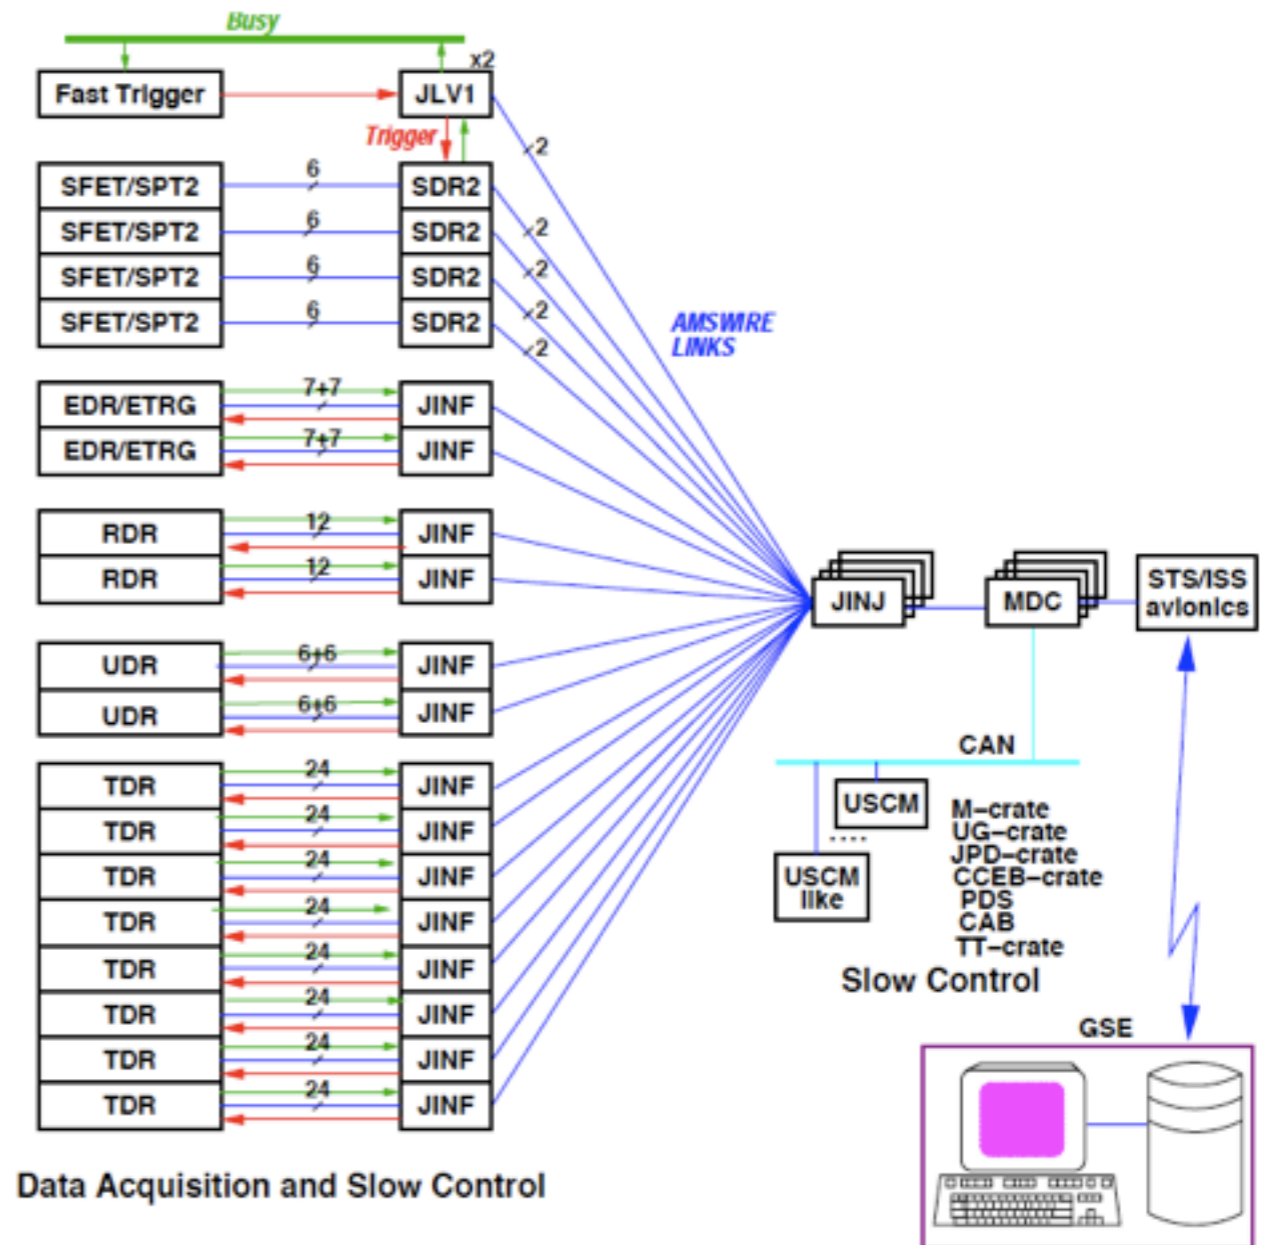 Busy
x2
Fast Trigger
JLV1
Trigger
2
SFET/SPT2
6
SDR2
SFET/SPT2
6
SDR2
2
SFET/SPT2
6
SDR2
2
SFET/SPT2
6
SDR2
2
2
AMSWIRE
LINKS
EDR/ETRG
7+7
JINF
EDR/ETRG
7+7
JINF
RDR
12
JINF
RDR
12
JINF
JINJ
MDC
STS/ISS
avionics
UDR
6+6
JINF
UDR
6+6
JINF
CAN
TDR
24
JINF
TDR
24
JINF
TDR
24
JINF
TDR
24
JINF
TDR
24
JINF
TDR
24
JINF
TDR
24
JINF
TDR
24
JINF
USCM
.....
USCM
like
M-crate
UG-crate
JPD-crate
CCEB-crate
PDS
CAB
TT-crate
Slow Control
GSE
Data Acquisition and Slow Control